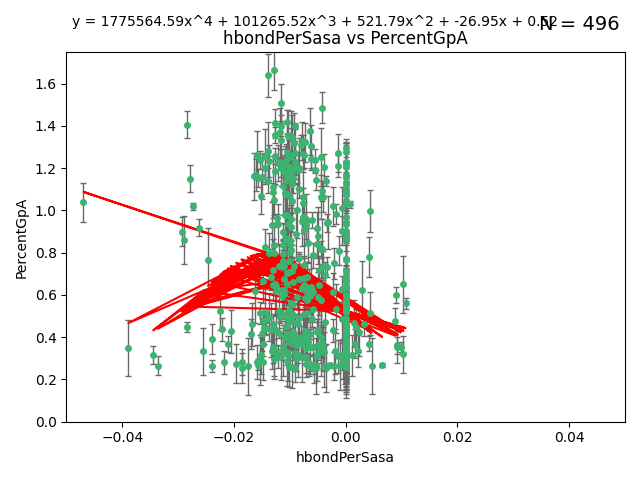 y = 1775564.59x^4 + 101265.52x^3 + 521.79x^2 + -26.95x +
N = 496
hbondPerSasa vs PercentGpA
PercentGpA
1.6
1.4
1.2
1.0
0.8
0.6
0.4
0.2
0.0
−0.04 −0.02 0.00 0.02 0.04
hbondPerSasa